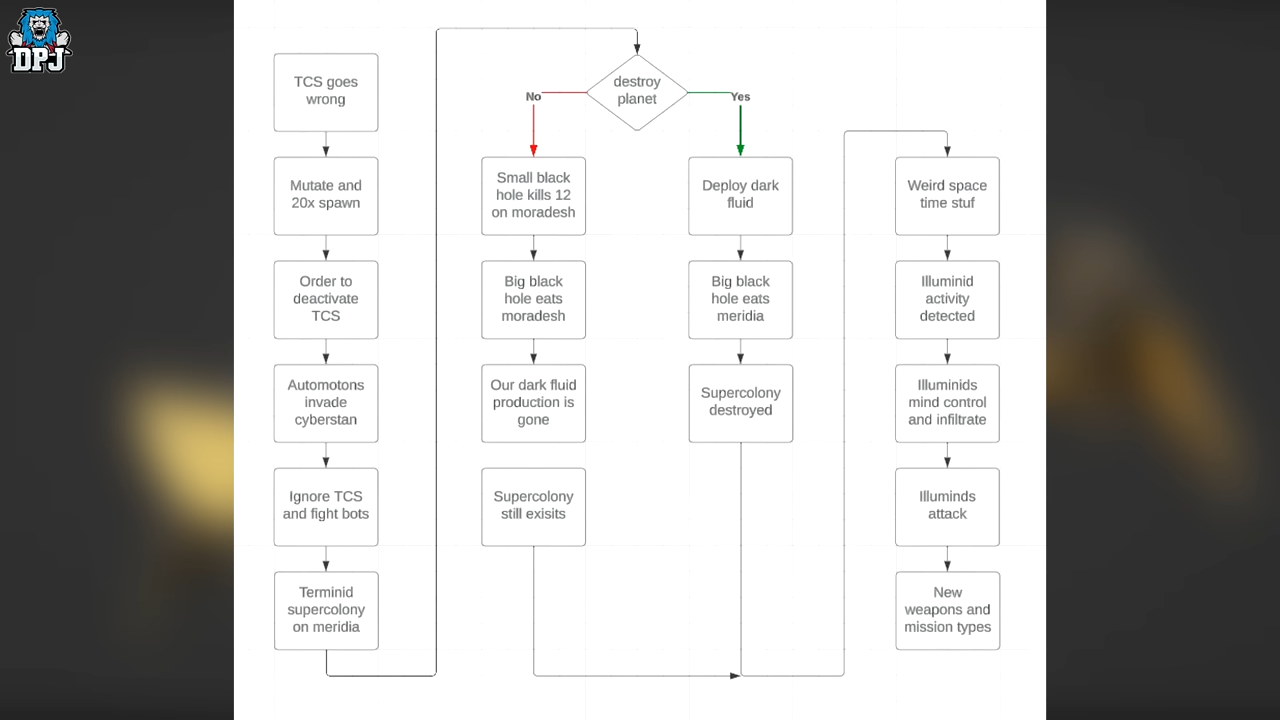 DPJ
TCS goes
wrong
Mutate and
20x spawn
Order to
deactivate
TCS
Automotons
invade
cyberstan
Ignore TCS
and fight bots
Terminid
supercolony
on meridia
destroy
planet
No
Yes
Small black
hole kills 12
on moradesh
Big black
hole eats
moradesh
Our dark fluid
production is
gone
Supercolony
still exisits
Deploy dark
fluid
Big black
hole eats
meridia
Supercolony
destroyed
Weird space
time stuf
Illuminid
activity
detected
Illuminids
mind control
and infiltrate
Illuminds
attack
New
weapons and
mission types